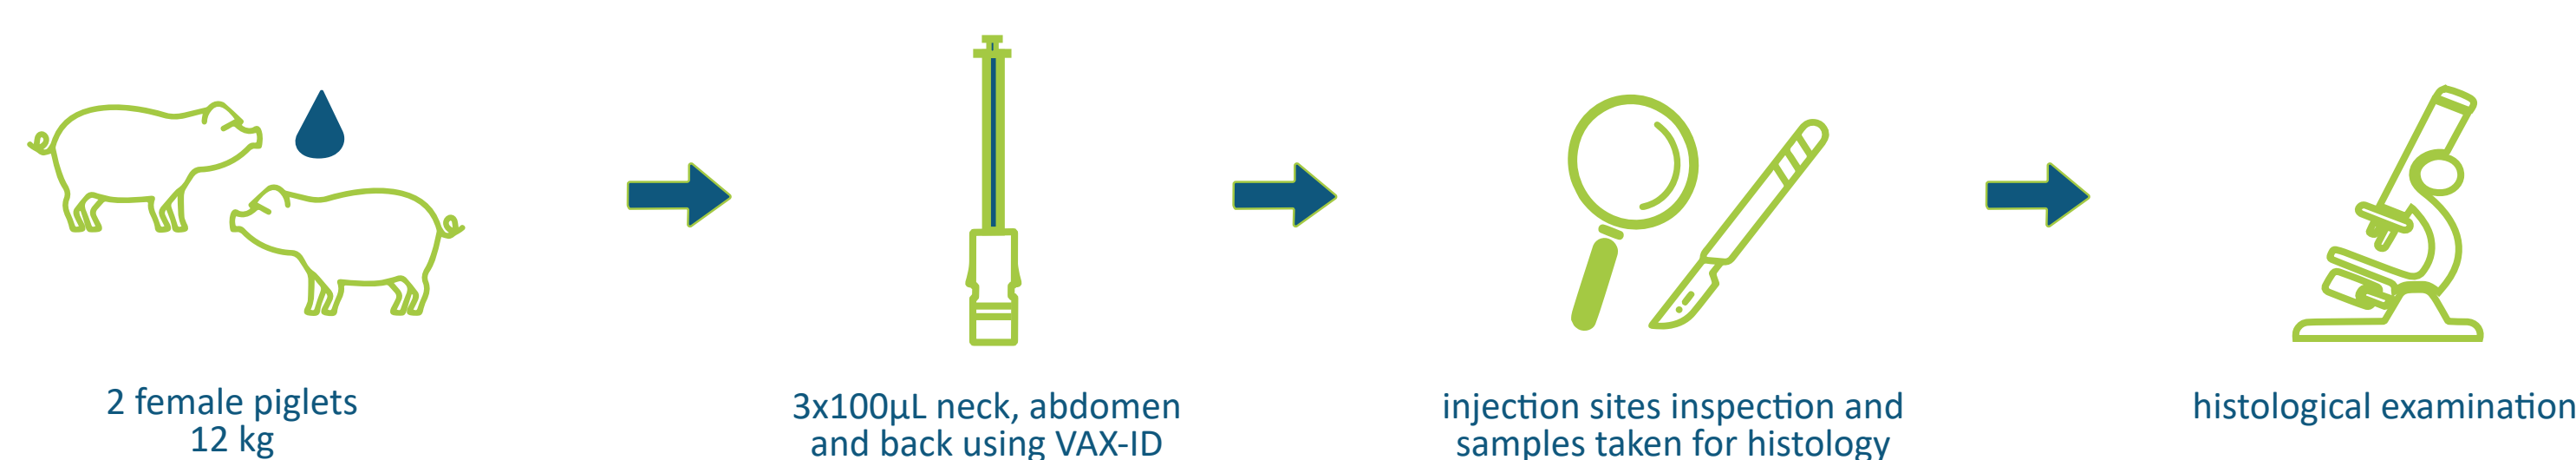 2 female piglets
12 kg
3x100µL neck, abdomen
and back using VAX-ID
injection sites inspection and
samples taken for histology
histological examination